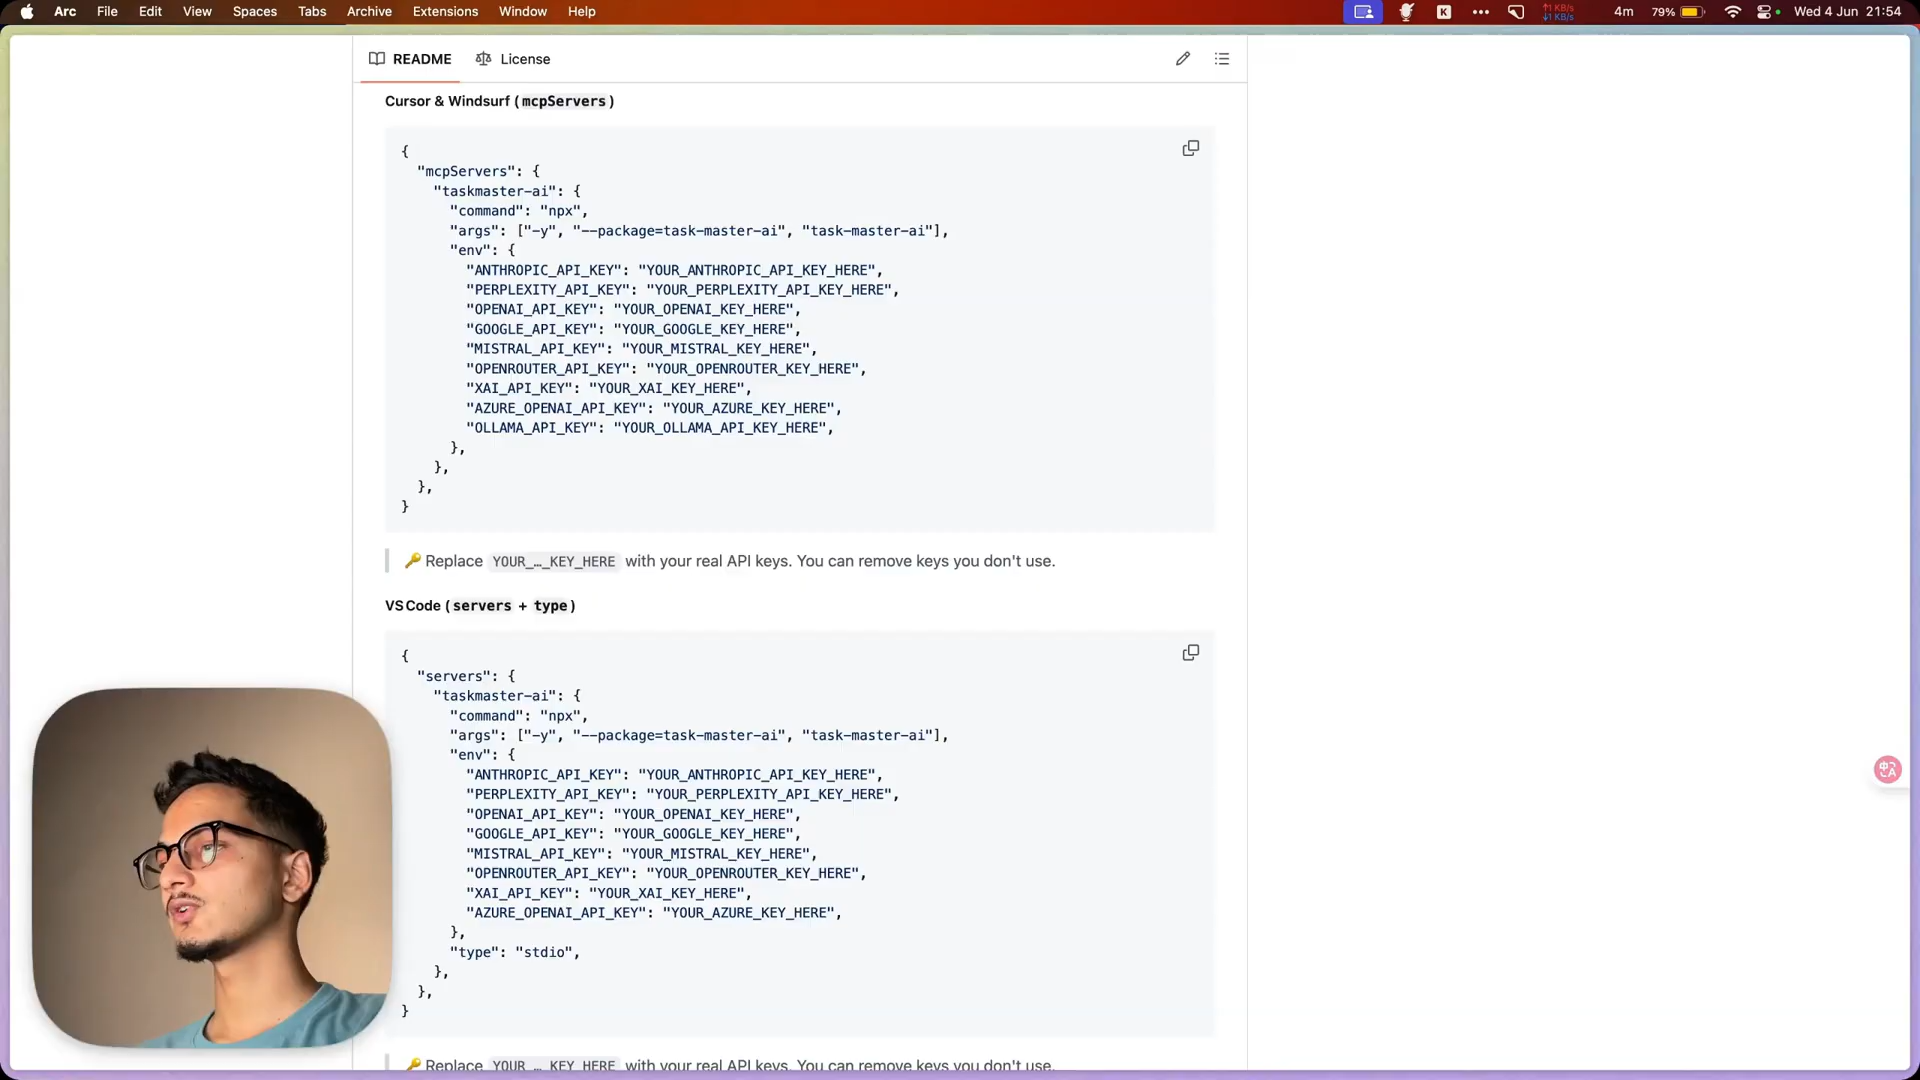 Arc File Edit View Spaces Tabs Archive Extensions Window Help K 4m 79% Wed 4 Jun 21:54
README License
Cursor & Windsurf (mcpServers)
{
"mcpServers": {
"taskmaster-ai": {
"command": "npx",
"args": ["-y", "--package=task-master-ai", "task-master-ai"],
"env": {
"ANTHROPIC_API_KEY": "YOUR_ANTHROPIC_API_KEY_HERE",
"PERPLEXITY_API_KEY": "YOUR_PERPLEXITY_API_KEY_HERE",
"OPENAI_API_KEY": "YOUR_OPENAI_KEY_HERE",
"GOOGLE_API_KEY": "YOUR_GOOGLE_KEY_HERE",
"MISTRAL_API_KEY": "YOUR_MISTRAL_KEY_HERE",
"OPENROUTER_API_KEY": "YOUR_OPENROUTER_KEY_HERE",
"XAI_API_KEY": "YOUR_XAI_KEY_HERE",
"AZURE_OPENAI_API_KEY": "YOUR_AZURE_KEY_HERE",
"OLLAMA_API_KEY": "YOUR_OLLAMA_API_KEY_HERE",
},
},
},
}
🔑 Replace YOUR_…_KEY_HERE with your real API keys. You can remove keys you don't use.
VS Code (servers + type)
{
"servers": {
"taskmaster-ai": {
"command": "npx",
"args": ["-y", "--package=task-master-ai", "task-master-ai"],
"env": {
"ANTHROPIC_API_KEY": "YOUR_ANTHROPIC_API_KEY_HERE",
"PERPLEXITY_API_KEY": "YOUR_PERPLEXITY_API_KEY_HERE",
"OPENAI_API_KEY": "YOUR_OPENAI_KEY_HERE",
"GOOGLE_API_KEY": "YOUR_GOOGLE_KEY_HERE",
"MISTRAL_API_KEY": "YOUR_MISTRAL_KEY_HERE",
"OPENROUTER_API_KEY": "YOUR_OPENROUTER_KEY_HERE",
"XAI_API_KEY": "YOUR_XAI_KEY_HERE",
"AZURE_OPENAI_API_KEY": "YOUR_AZURE_KEY_HERE",
},
"type": "stdio",
},
},
}
🔑 Replace YOUR_…_KEY_HERE with your real API keys. You can remove keys you don't use.